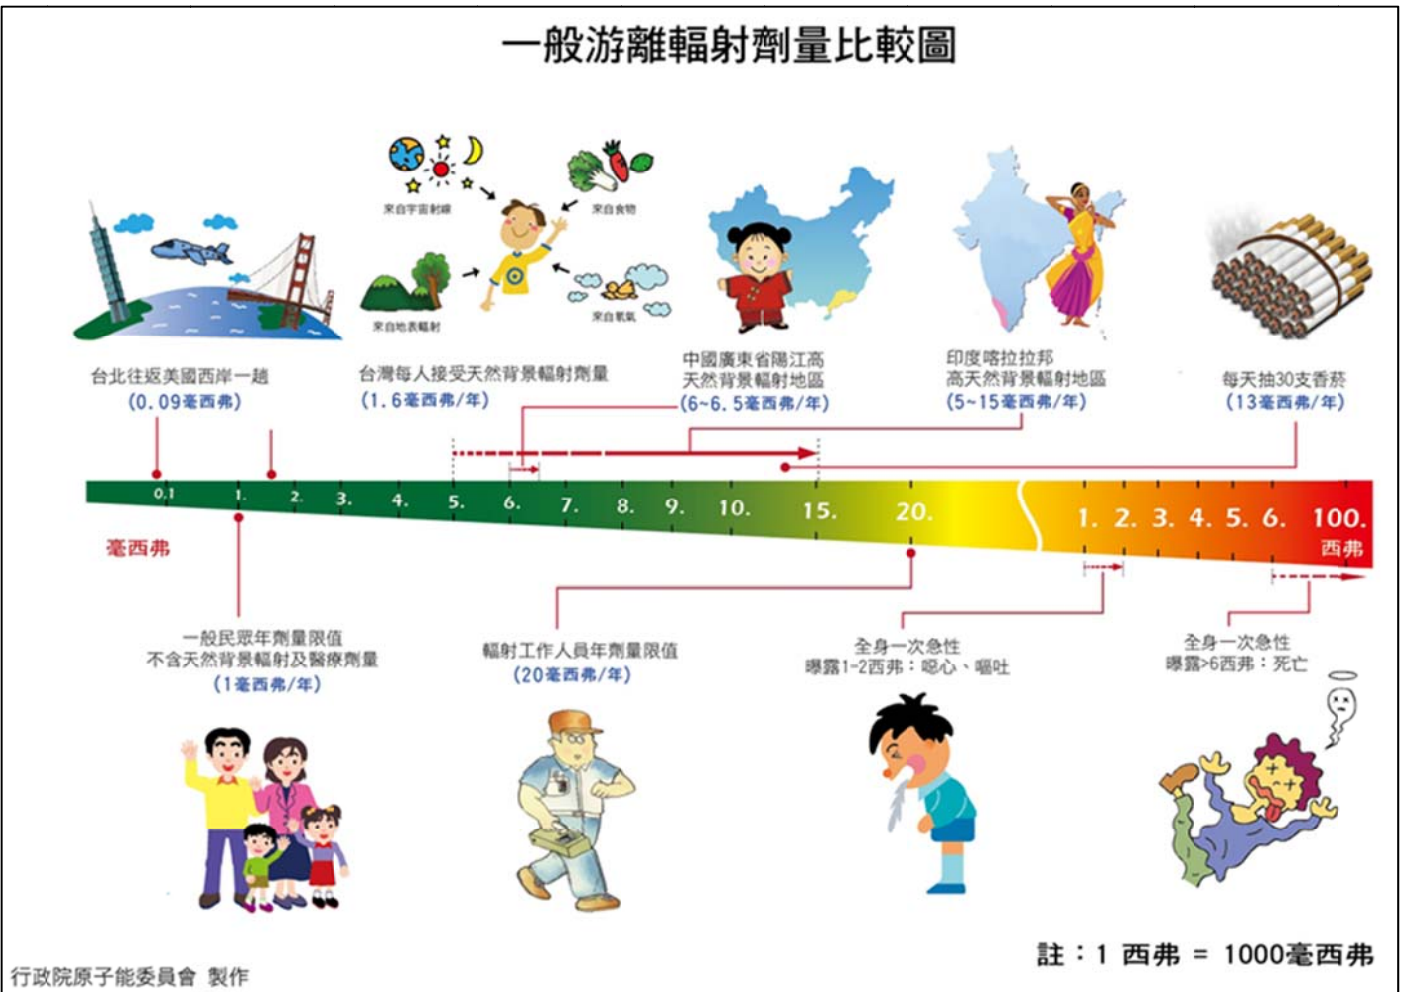 一般游離輻射劑量比較圖
來自宇宙射線
來自食物
來自地表輻射
來自氡氣
台北往返美國西岸一趟
(0.09毫西弗)
台灣每人接受天然背景輻射劑量
(1.6毫西弗/年)
中國廣東省陽江高
天然背景輻射地區
(6~6.5毫西弗/年)
印度喀拉拉邦
高天然背景輻射地區
(5~15毫西弗/年)
每天抽30支香菸
(13毫西弗/年)
0.1 1. 2. 3. 4. 5. 6. 7. 8. 9. 10. 15. 20. 1. 2. 3. 4. 5. 6. 100.
毫西弗
西弗
一般民眾年劑量限值
不含天然背景輻射及醫療劑量
(1毫西弗/年)
輻射工作人員年劑量限值
(20毫西弗/年)
全身一次急性
曝露1-2西弗：噁心、嘔吐
全身一次急性
曝露>6西弗：死亡
註：1 西弗 = 1000毫西弗
行政院原子能委員會 製作